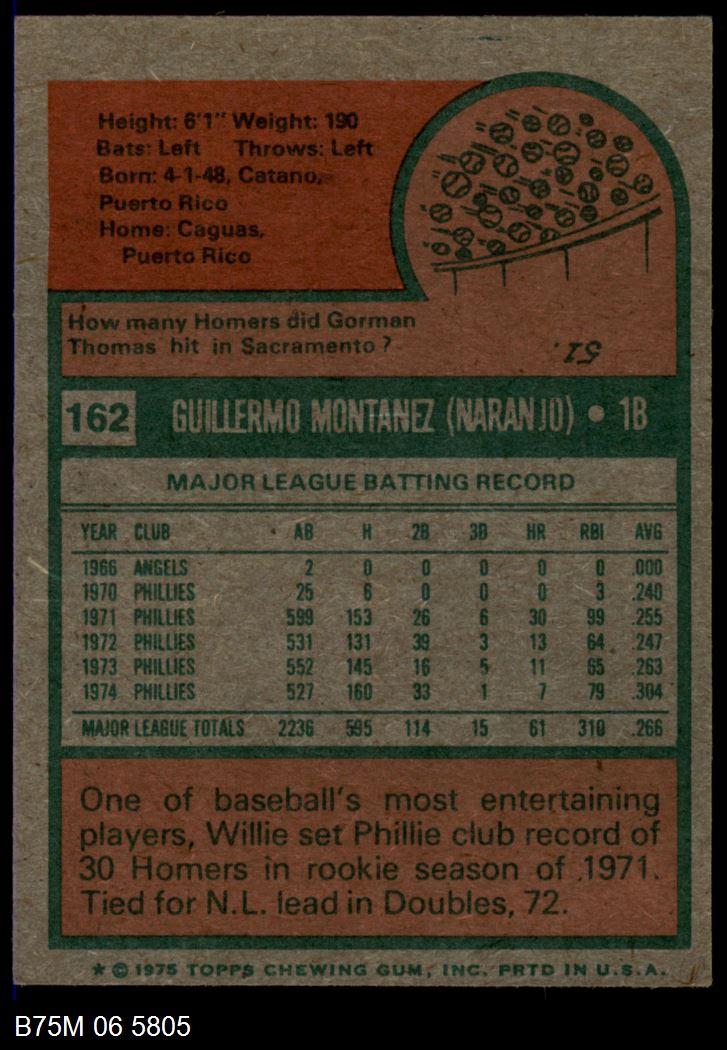 Height: 6'1" Weight: 190
Bats: Left Throws: Left
Born: 4-1-48, Catano,
Puerto Rico
Home: Caguas,
Puerto Rico
How many Homers did Gorman
Thomas hit in Sacramento?
51.
162 GUILLERMO MONTANEZ (NARANJO) • 1B
MAJOR LEAGUE BATTING RECORD
YEAR CLUB AB H 2B 3B HR RBI AVG
1966 ANGELS 2 0 0 0 0 0 .000
1970 PHILLIES 25 6 0 0 0 3 .240
1971 PHILLIES 599 153 26 6 30 99 .255
1972 PHILLIES 531 131 39 3 13 64 .247
1973 PHILLIES 552 145 16 5 11 65 .263
1974 PHILLIES 527 160 33 1 7 79 .304
MAJOR LEAGUE TOTALS 2236 595 114 15 61 310 .266
One of baseball's most entertaining
players, Willie set Phillie club record of
30 Homers in rookie season of 1971.
Tied for N.L. lead in Doubles, 72.
★ © 1975 TOPPS CHEWING GUM, INC. PRTD IN U.S.A.
B75M 06 5805